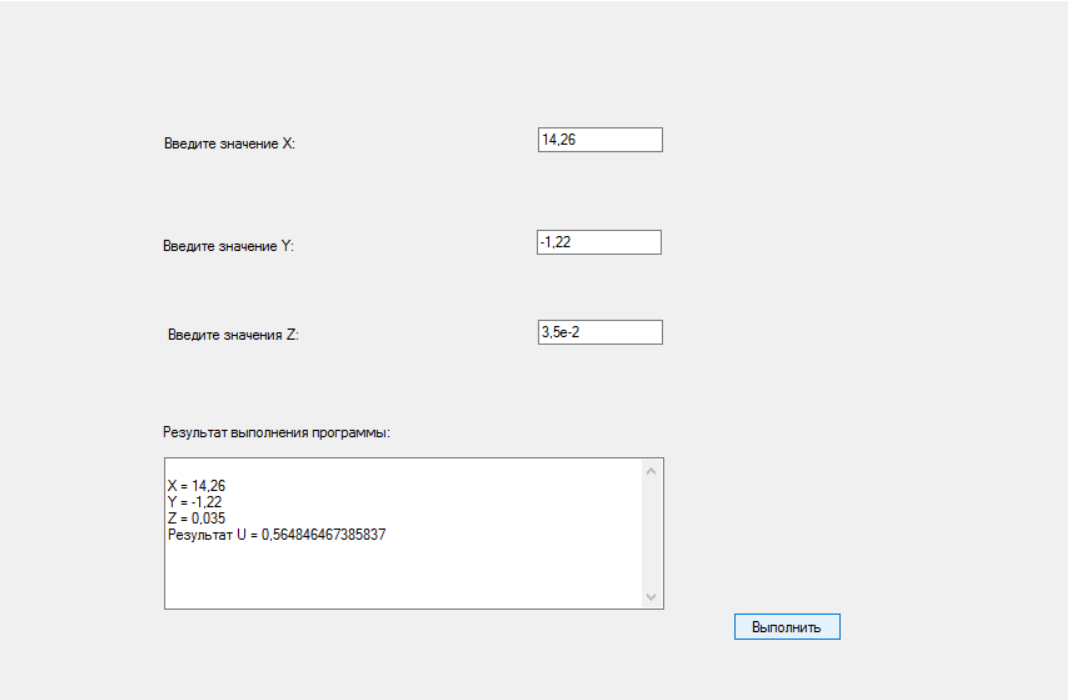 Введите значение X:
14,26
Введите значение Y:
-1,22
Введите значения Z:
3,5e-2
Результат выполнения программы:
X = 14,26
Y = -1,22
Z = 0,035
Результат U = 0,564846467385837
Выполнить